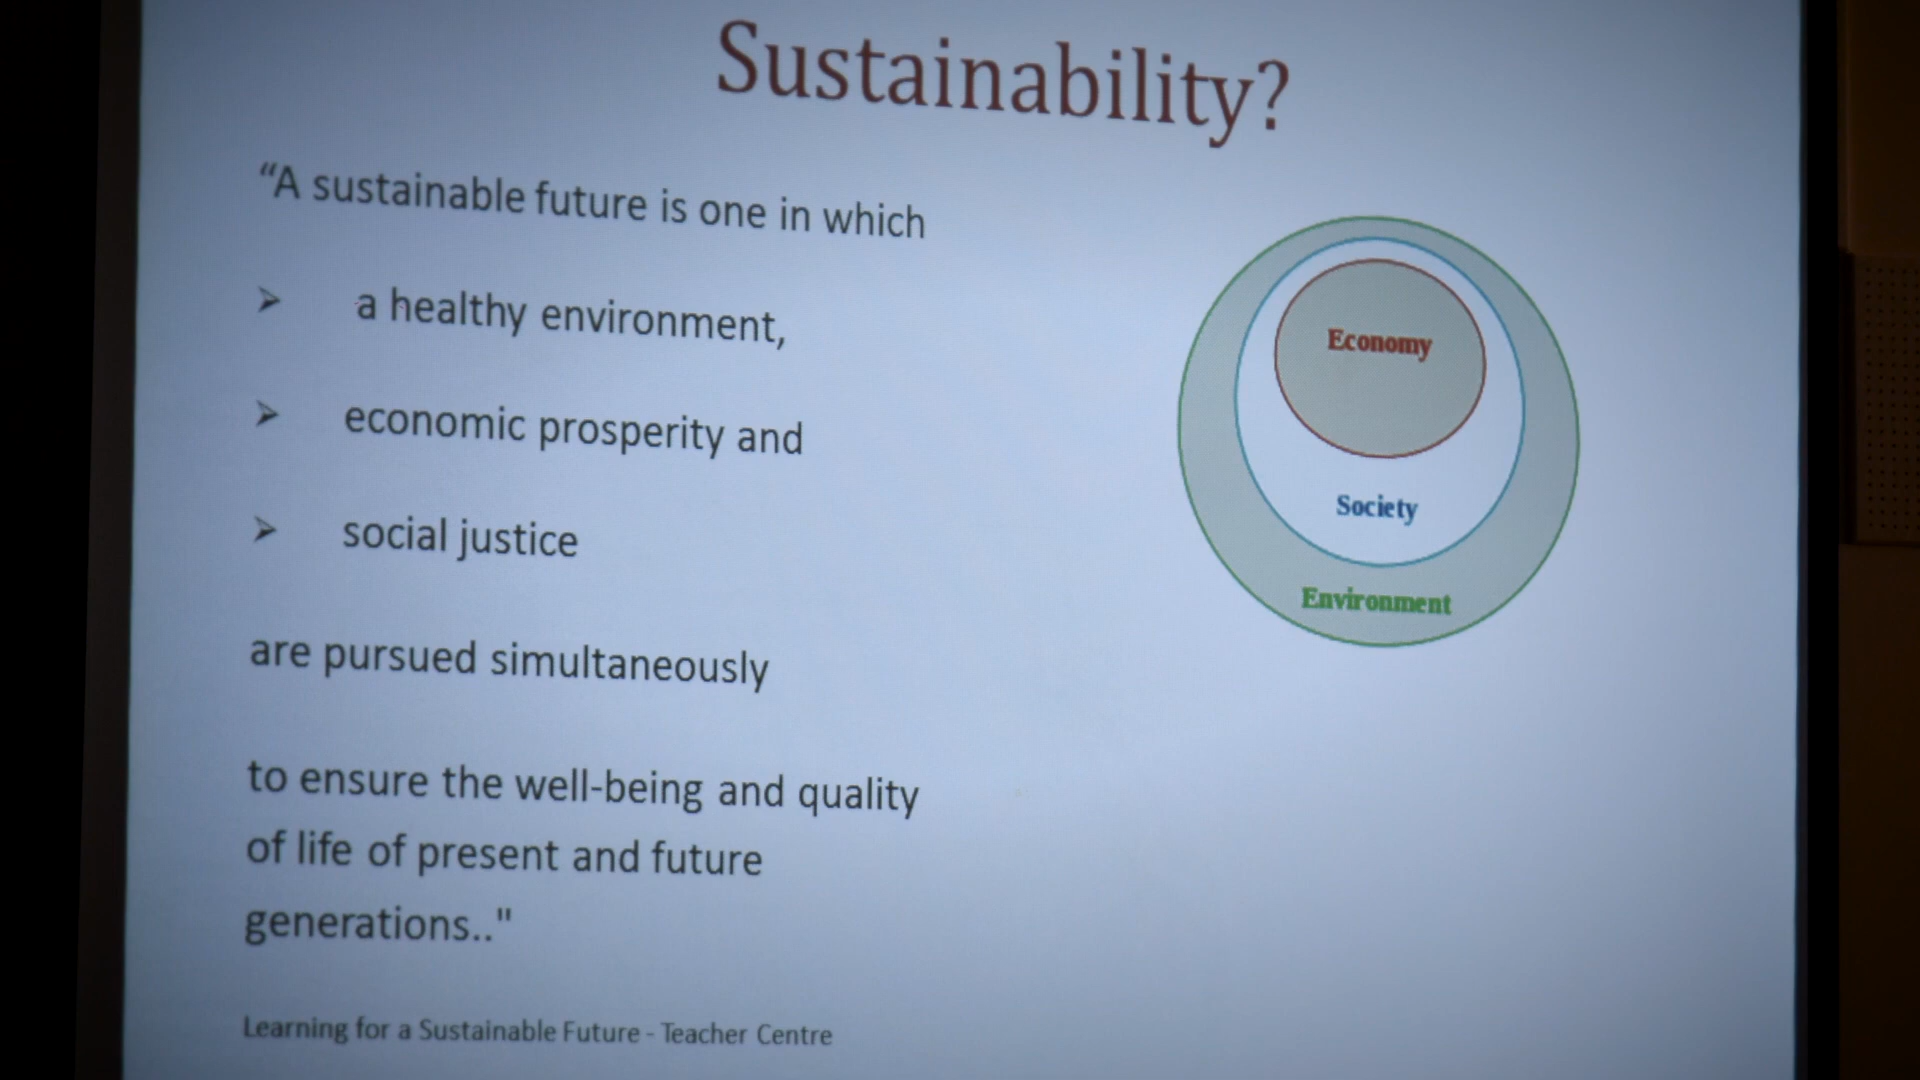 Sustainability?
“A sustainable future is one in which
➢ a healthy environment,
➢ economic prosperity and
➢ social justice
are pursued simultaneously
to ensure the well-being and quality
of life of present and future
generations.."
Learning for a Sustainable Future - Teacher Centre
Economy
Society
Environment